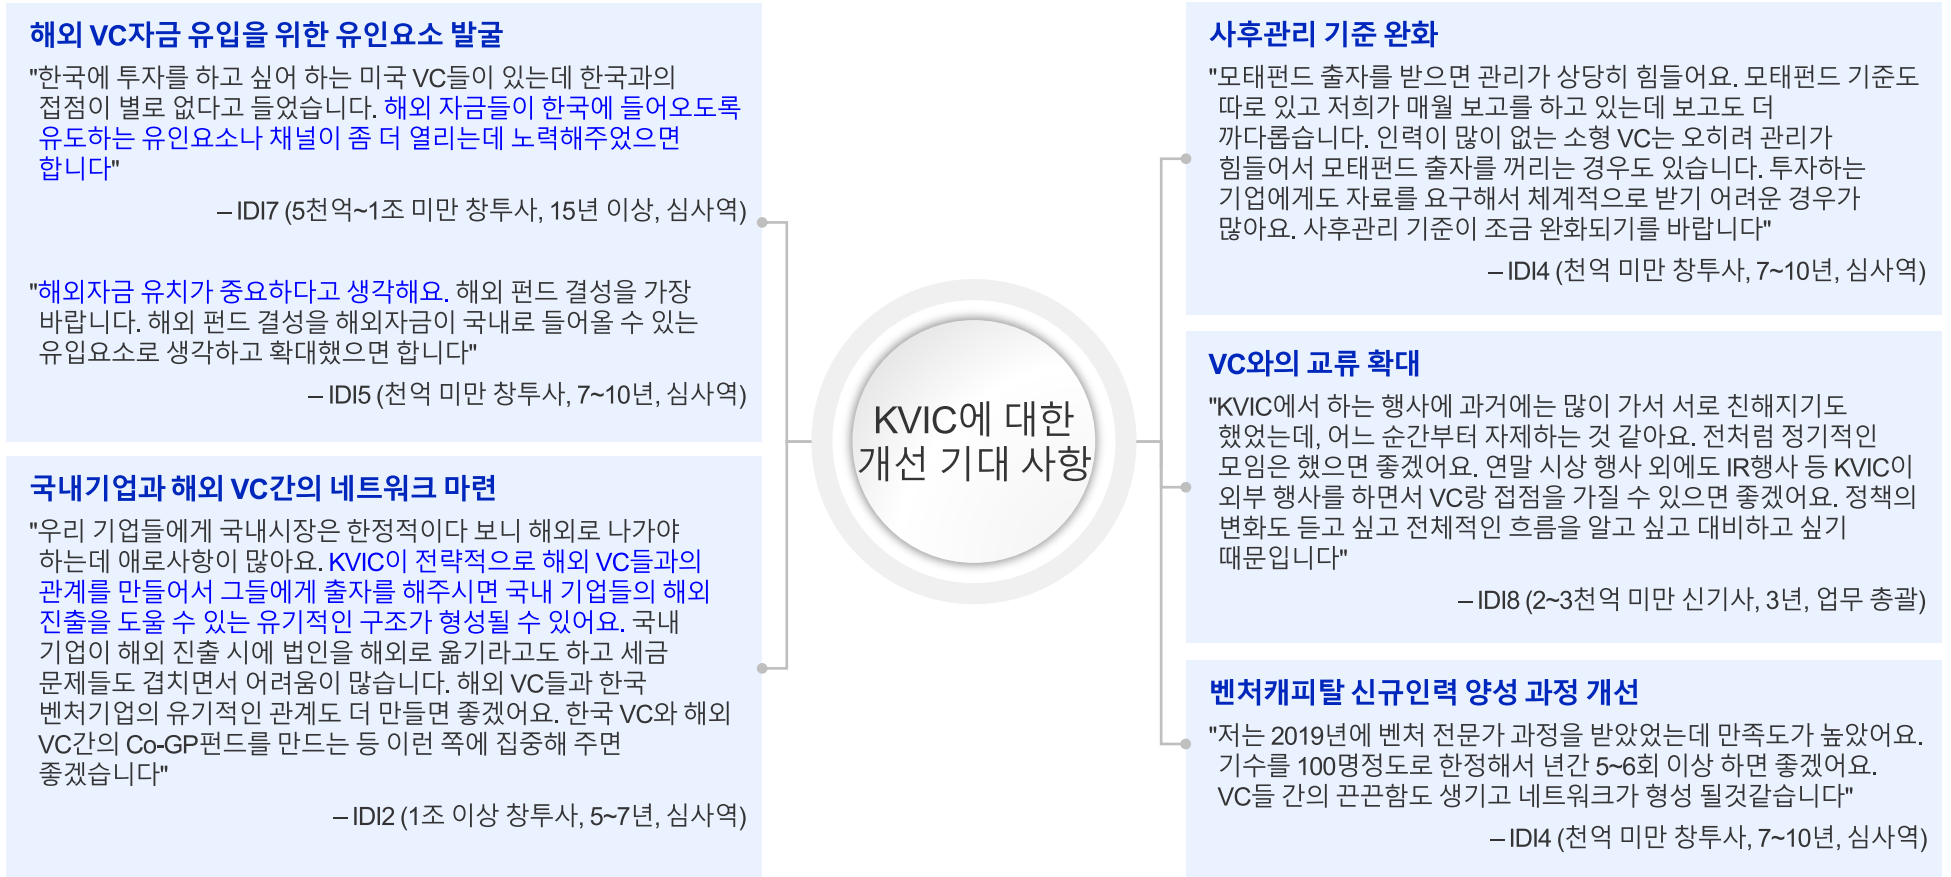 해외 VC자금 유입을 위한 유인요소 발굴
"한국에 투자를 하고 싶어 하는 미국 VC들이 있는데 한국과의
접점이 별로 없다고 들었습니다. 해외 자금들이 한국에 들어오도록
유도하는 유인요소나 채널이 좀 더 열리는데 노력해주었으면
합니다"
– IDI7 (5천억~1조 미만 창투사, 15년 이상, 심사역)
"해외자금 유치가 중요하다고 생각해요. 해외 펀드 결성을 가장
바랍니다. 해외 펀드 결성을 해외자금이 국내로 들어올 수 있는
유입요소로 생각하고 확대했으면 합니다"
– IDI5 (천억 미만 창투사, 7~10년, 심사역)
국내기업과 해외 VC간의 네트워크 마련
"우리 기업들에게 국내시장은 한정적이다 보니 해외로 나가야
하는데 애로사항이 많아요. KVIC이 전략적으로 해외 VC들과의
관계를 만들어서 그들에게 출자를 해주시면 국내 기업들의 해외
진출을 도울 수 있는 유기적인 구조가 형성될 수 있어요. 국내
기업이 해외 진출 시에 법인을 해외로 옮기라고도 하고 세금
문제들도 겹치면서 어려움이 많습니다. 해외 VC들과 한국
벤처기업의 유기적인 관계도 더 만들면 좋겠어요. 한국 VC와 해외
VC간의 Co-GP펀드를 만드는 등 이런 쪽에 집중해 주면
좋겠습니다"
– IDI2 (1조 이상 창투사, 5~7년, 심사역)
KVIC에 대한
개선 기대 사항
사후관리 기준 완화
"모태펀드 출자를 받으면 관리가 상당히 힘들어요. 모태펀드 기준도
따로 있고 저희가 매월 보고를 하고 있는데 보고도 더
까다롭습니다. 인력이 많이 없는 소형 VC는 오히려 관리가
힘들어서 모태펀드 출자를 꺼리는 경우도 있습니다. 투자하는
기업에게도 자료를 요구해서 체계적으로 받기 어려운 경우가
많아요. 사후관리 기준이 조금 완화되기를 바랍니다"
– IDI4 (천억 미만 창투사, 7~10년, 심사역)
VC와의 교류 확대
"KVIC에서 하는 행사에 과거에는 많이 가서 서로 친해지기도
했었는데, 어느 순간부터 자제하는 것 같아요. 전처럼 정기적인
모임은 했으면 좋겠어요. 연말 시상 행사 외에도 IR행사 등 KVIC이
외부 행사를 하면서 VC랑 접점을 가질 수 있으면 좋겠어요. 정책의
변화도 듣고 싶고 전체적인 흐름을 알고 싶고 대비하고 싶기
때문입니다"
– IDI8 (2~3천억 미만 신기사, 3년, 업무 총괄)
벤처캐피탈 신규인력 양성 과정 개선
"저는 2019년에 벤처 전문가 과정을 받았었는데 만족도가 높았어요.
기수를 100명정도로 한정해서 년간 5~6회 이상 하면 좋겠어요.
VC들 간의 끈끈함도 생기고 네트워크가 형성 될것같습니다"
– IDI4 (천억 미만 창투사, 7~10년, 심사역)